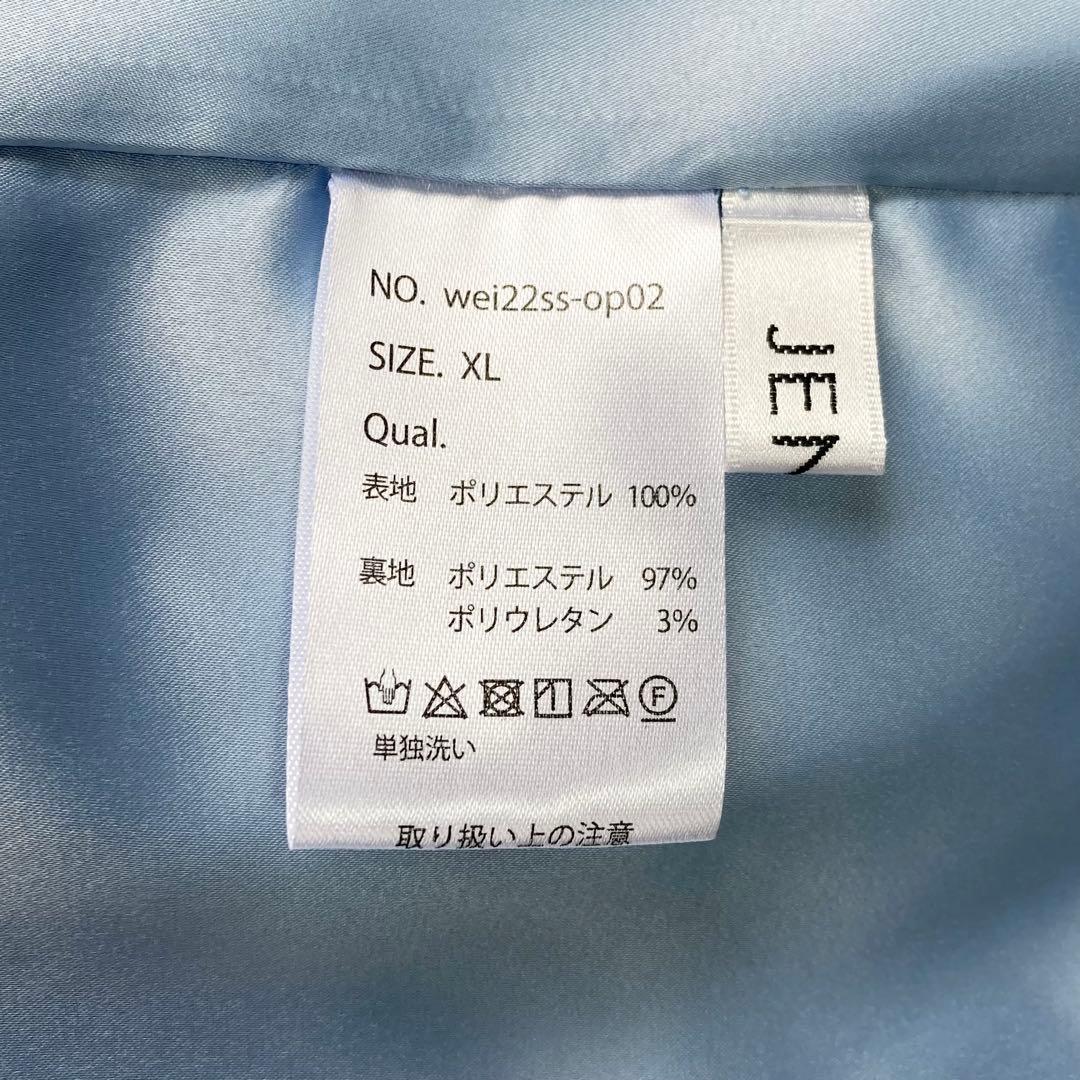 NO. wei22ss-op02
SIZE. XL
Qual.
表地 ポリエステル 100%
裏地 ポリエステル 97%
ポリウレタン 3%
F
単独洗い
取り扱い上の注意
JEN